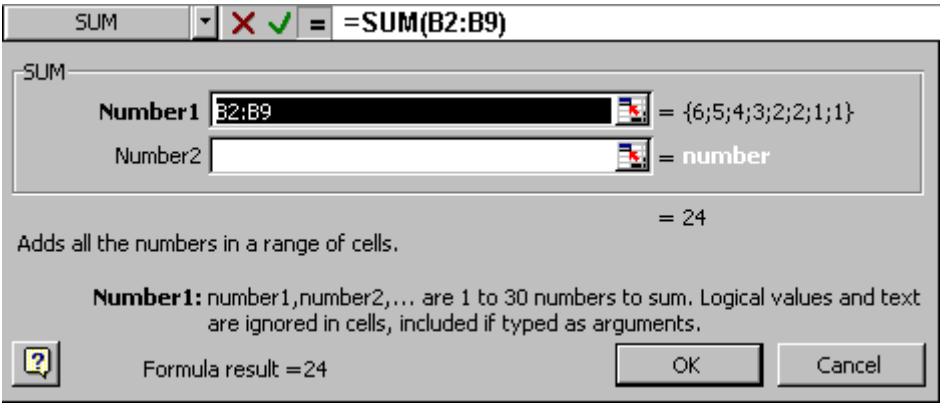 SUM = =SUM(B2:B9)
SUM
Number1 B2:B9 = {6;5;4;3;2;2;1;1}
Number2 = number
= 24
Adds all the numbers in a range of cells.
Number1: number1,number2,... are 1 to 30 numbers to sum. Logical values and text
are ignored in cells, included if typed as arguments.
? Formula result =24 OK Cancel